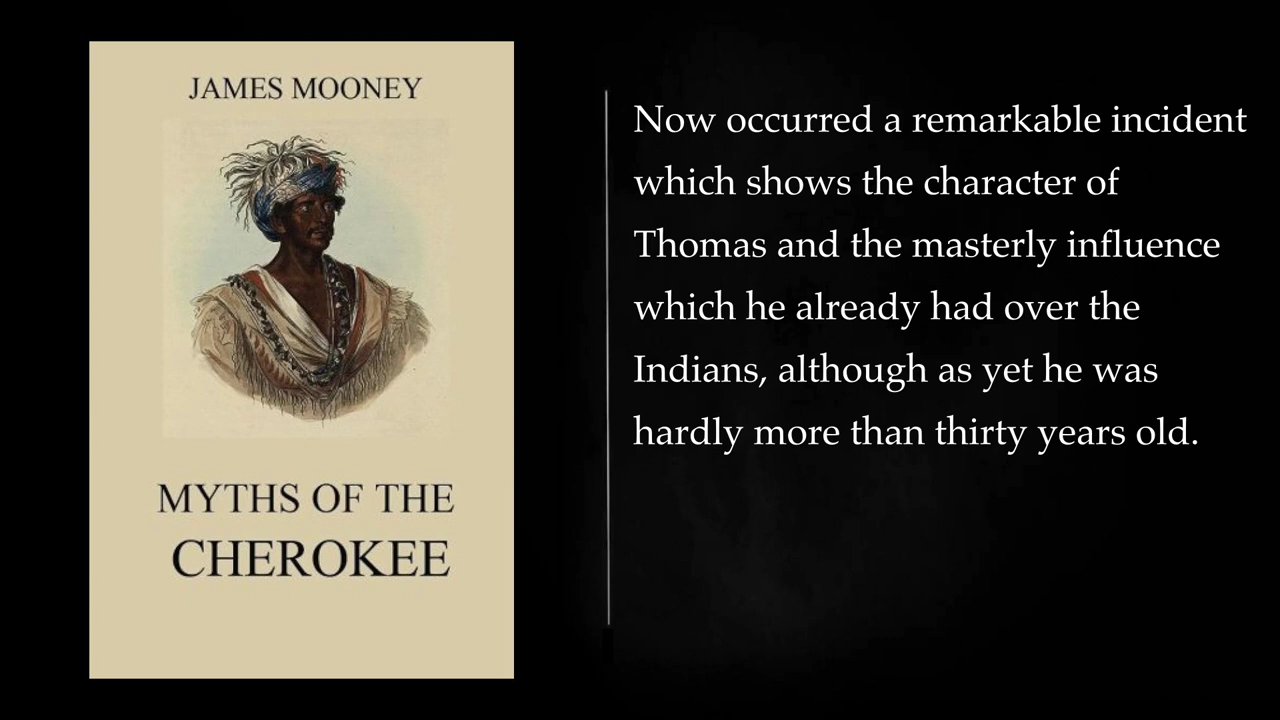 JAMES MOONEY
MYTHS OF THE
CHEROKEE
Now occurred a remarkable incident
which shows the character of
Thomas and the masterly influence
which he already had over the
Indians, although as yet he was
hardly more than thirty years old.